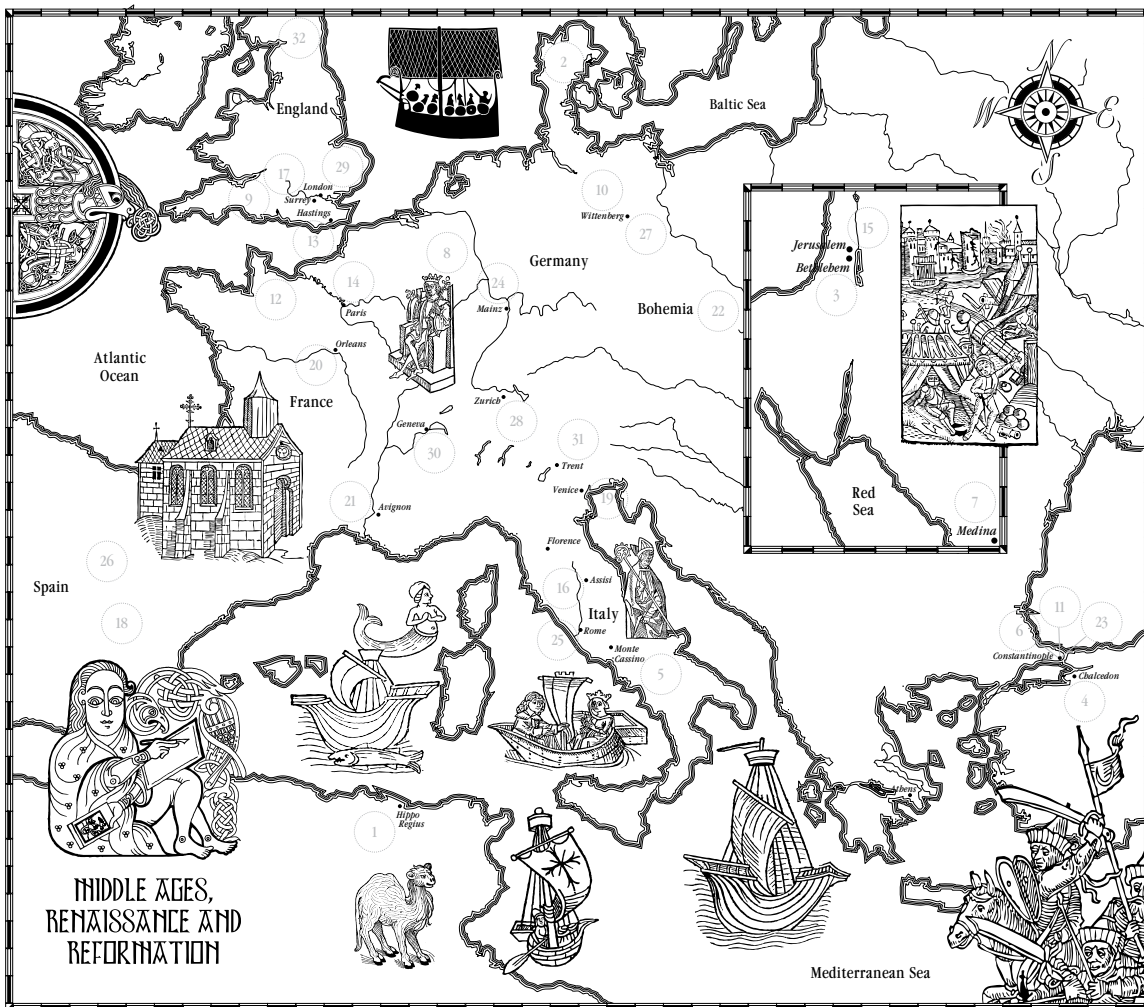 32
2
England
Baltic Sea
N
W
E
S
29
17
London
9
Surrey
Hastings
13
10
Wittenberg
27
15
Jerusalem
Bethlehem
3
8
Germany
14
24
12
Paris
Mainz
Bohemia
22
Orleans
Atlantic
Ocean
20
France
Zurich
28
Geneva
30
31
Trent
Venice
19
21
Avignon
Red
Sea
7
Medina
Florence
26
Spain
18
16
Assisi
Italy
Rome
25
Monte
Cassino
5
11
6
23
Constantinople
Chalcedon
4
Athens
Hippo
Regius
1
MIDDLE AGES,
RENAISSANCE AND
REFORMATION
Mediterranean Sea